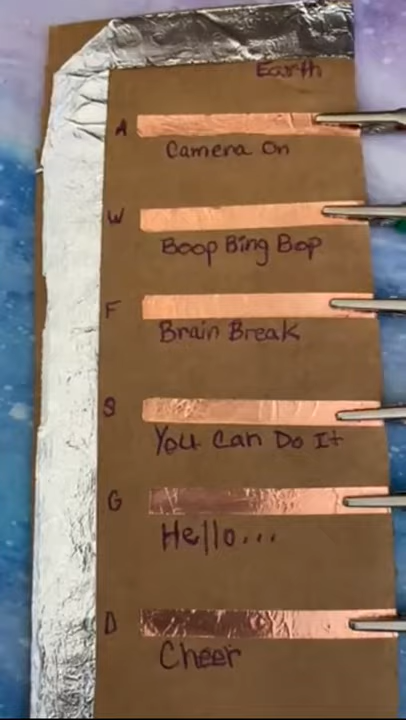 Earth
A
Camera On
W
Boop Bing Bop
F
Brain Break
S
You Can Do It
G
Hello...
D
Cheer